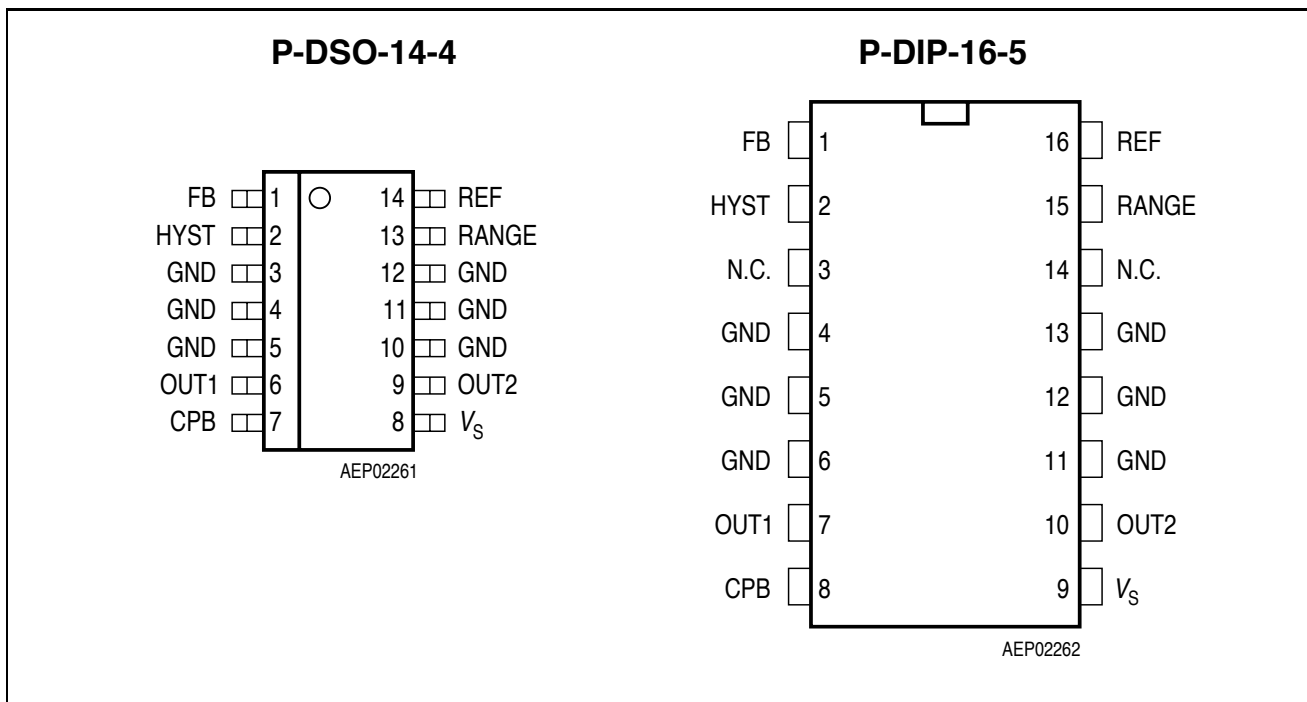 P-DSO-14-4
FB 1 14 REF
HYST 2 13 RANGE
GND 3 12 GND
GND 4 11 GND
GND 5 10 GND
OUT1 6 9 OUT2
CPB 7 8 VS
AEP02261
P-DIP-16-5
FB 1 16 REF
HYST 2 15 RANGE
N.C. 3 14 N.C.
GND 4 13 GND
GND 5 12 GND
GND 6 11 GND
OUT1 7 10 OUT2
CPB 8 9 VS
AEP02262